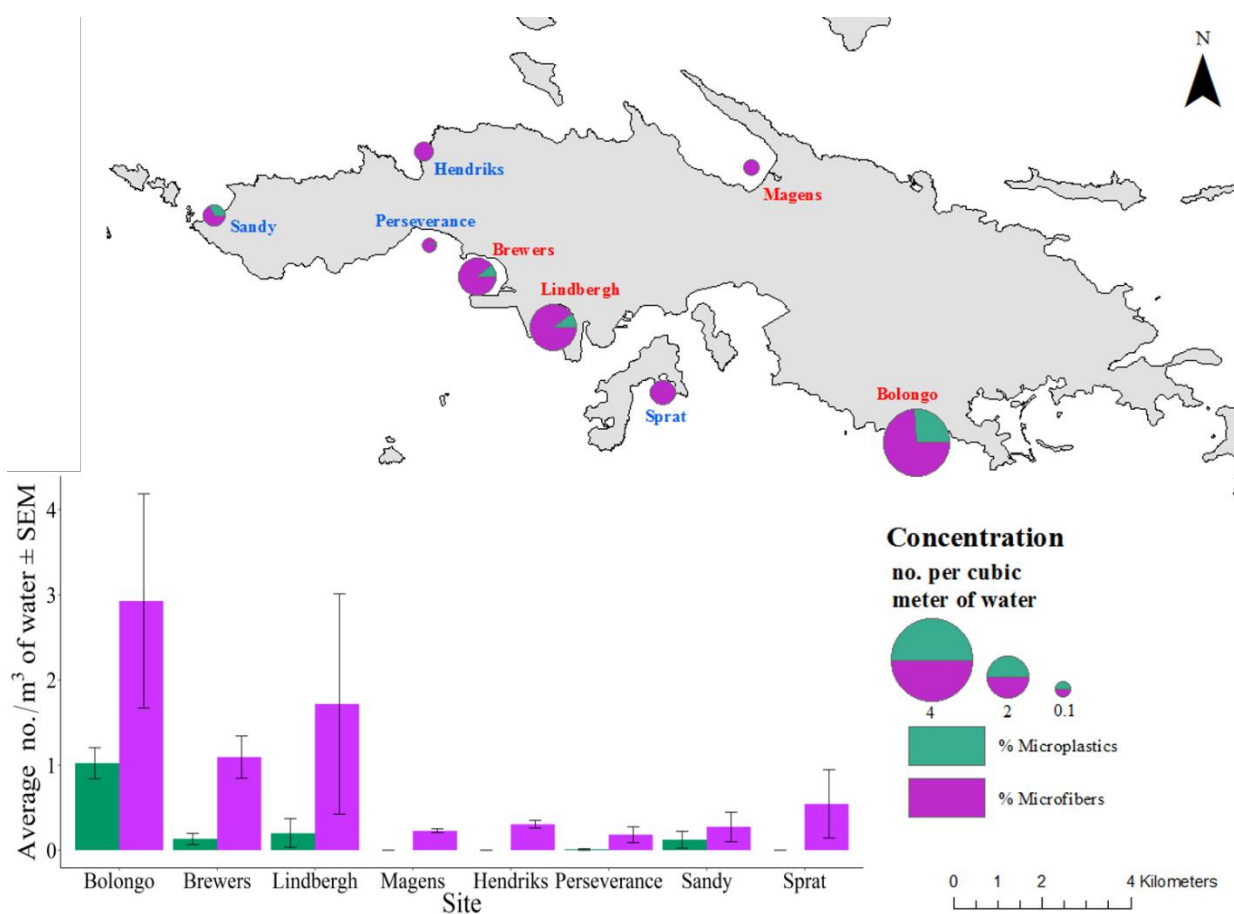 N
Hendriks
Magens
Sandy
Perseverance
Brewers
Lindbergh
Sprat
Bolongo
Average no./m³ of water ± SEM
4
3
2
1
0
Bolongo Brewers Lindbergh Magens Hendriks Perseverance Sandy Sprat
Site
Concentration
no. per cubic
meter of water
4 2 0.1
% Microplastics
% Microfibers
0 1 2 4 Kilometers